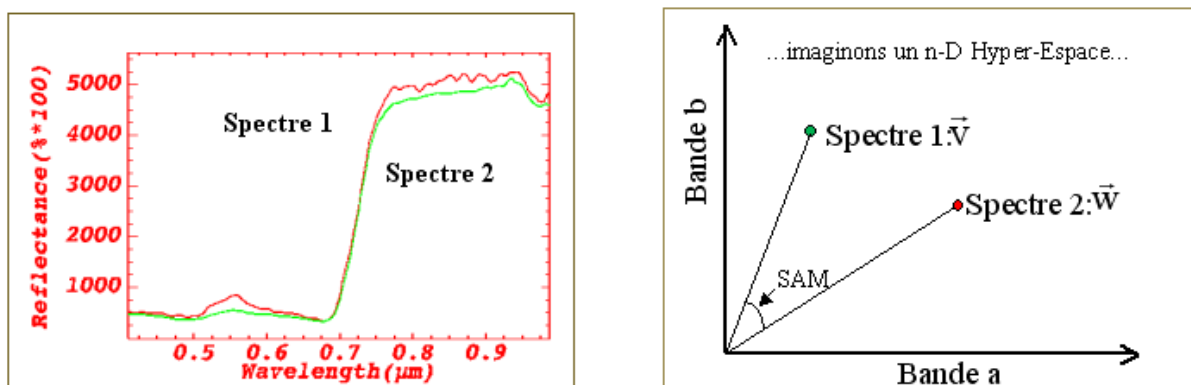 Reflectance(%*100)
5000
4000
3000
2000
1000
Spectre 1
Spectre 2
0.5 0.6 0.7 0.8 0.9
Wavelength(µm)
...imaginons un n-D Hyper-Espace...
Bande b
Spectre 1:v⃗
Spectre 2:w⃗
SAM
Bande a